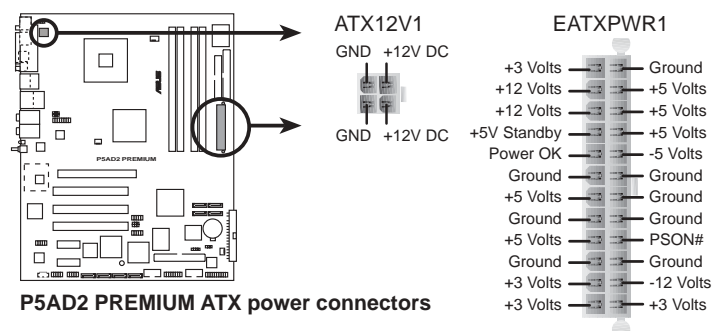 ATX12V1
EATXPWR1
GND +12V DC
GND +12V DC
+3 Volts Ground
+12 Volts +5 Volts
+12 Volts +5 Volts
+5V Standby +5 Volts
Power OK -5 Volts
Ground Ground
+5 Volts Ground
Ground Ground
+5 Volts PSON#
Ground Ground
+3 Volts -12 Volts
+3 Volts +3 Volts
ASUS
P5AD2 PREMIUM
P5AD2 PREMIUM ATX power connectors